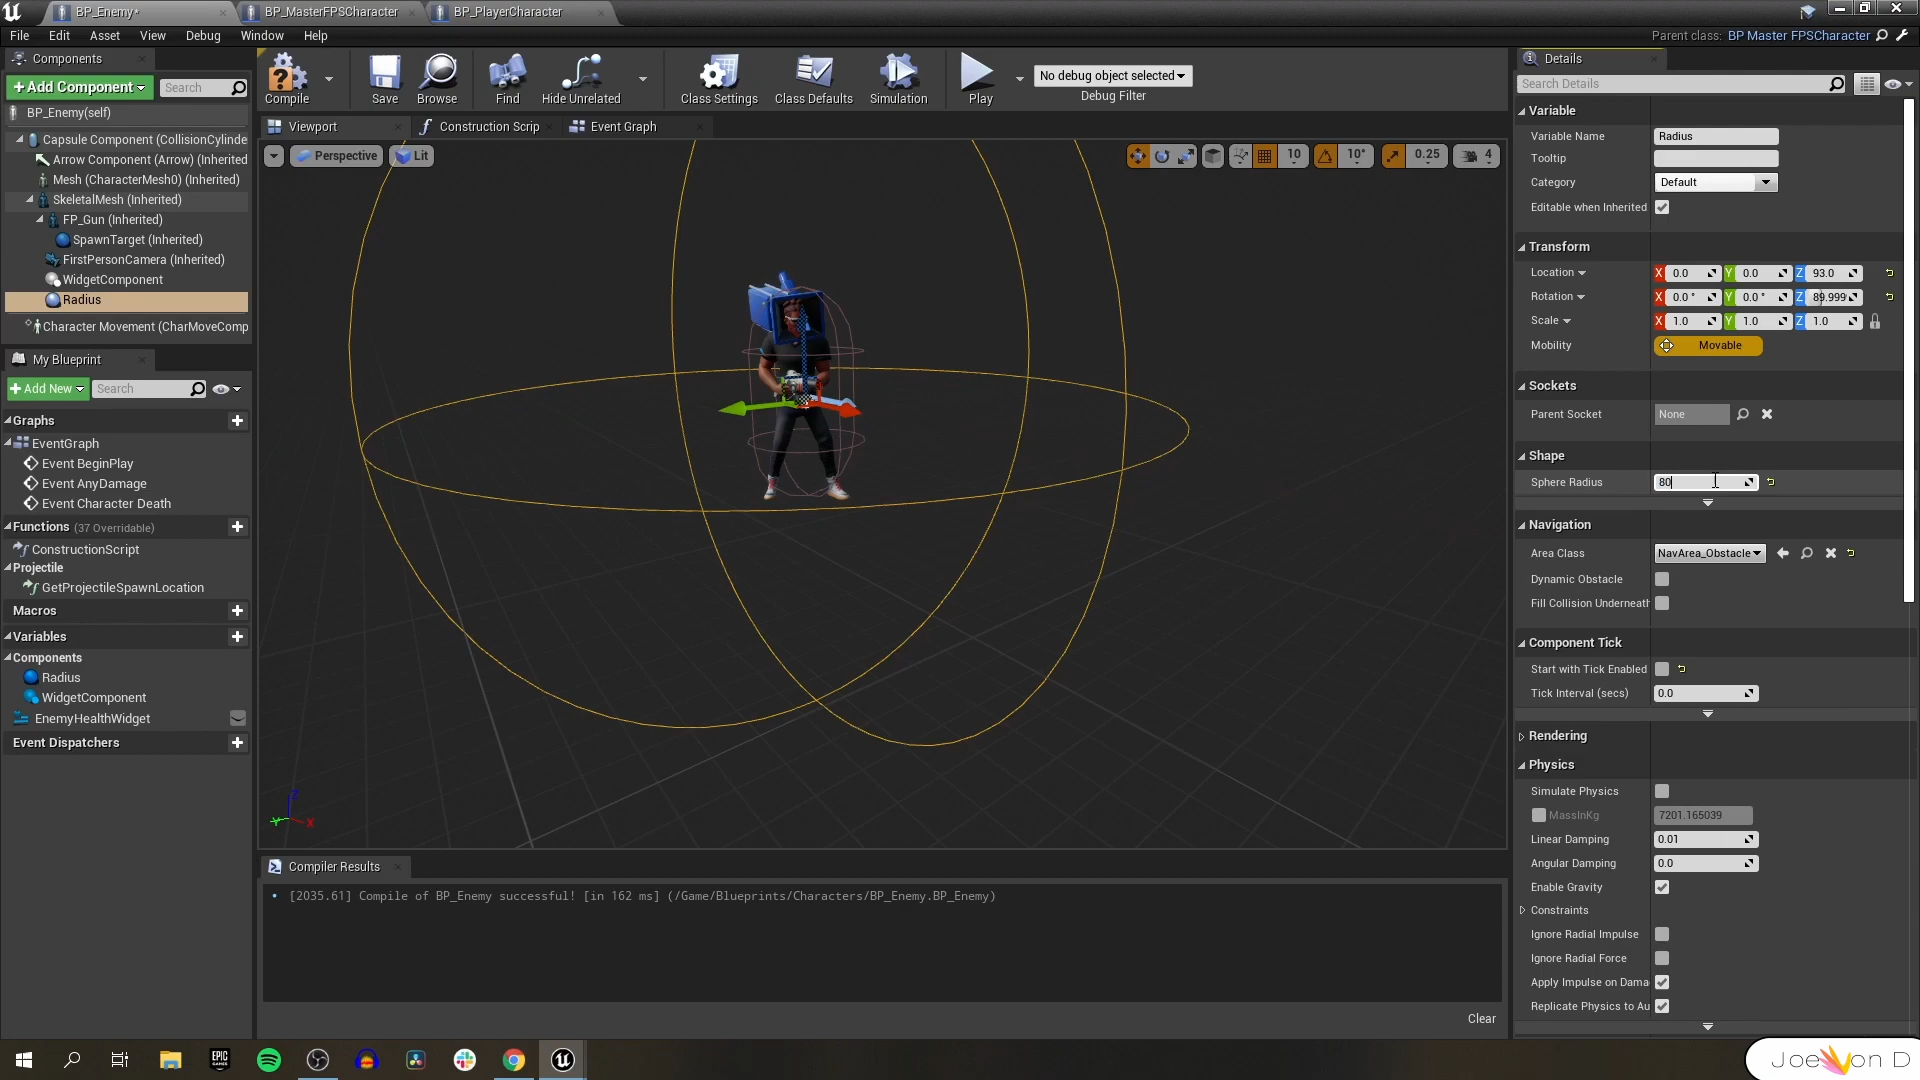 BP_Enemy*
BP_MasterFPSCharacter
BP_PlayerCharacter
File Edit Asset View Debug Window Help
Parent class: BP Master FPSCharacter
Components
+Add Component
Search
BP_Enemy(self)
Capsule Component (CollisionCylinde
Arrow Component (Arrow) (Inherited
Mesh (CharacterMesh0) (Inherited)
SkeletalMesh (Inherited)
FP_Gun (Inherited)
SpawnTarget (Inherited)
FirstPersonCamera (Inherited)
WidgetComponent
Radius
Character Movement (CharMoveComp
My Blueprint
+Add New
Search
Graphs
EventGraph
Event BeginPlay
Event AnyDamage
Event Character Death
Functions (37 Overridable)
ConstructionScript
Projectile
GetProjectileSpawnLocation
Macros
Variables
Components
Radius
WidgetComponent
EnemyHealthWidget
Event Dispatchers
Compile
Save
Browse
Find
Hide Unrelated
Class Settings
Class Defaults
Simulation
Play
No debug object selected
Debug Filter
Viewport
Construction Scrip
Event Graph
Perspective
Lit
10
10°
0.25
4
Z
Y
X
Compiler Results
[2035.61] Compile of BP_Enemy successful! [in 162 ms] (/Game/Blueprints/Characters/BP_Enemy.BP_Enemy)
Clear
Details
Search Details
Variable
Variable Name Radius
Tooltip
Category Default
Editable when Inherited
Transform
Location X 0.0 Y 0.0 Z 93.0
Rotation X 0.0 ° Y 0.0 ° Z 89.999
Scale X 1.0 Y 1.0 Z 1.0
Mobility Movable
Sockets
Parent Socket None
Shape
Sphere Radius 80
Navigation
Area Class NavArea_Obstacle
Dynamic Obstacle
Fill Collision Underneath
Component Tick
Start with Tick Enabled
Tick Interval (secs) 0.0
Rendering
Physics
Simulate Physics
MassInKg 7201.165039
Linear Damping 0.01
Angular Damping 0.0
Enable Gravity
Constraints
Ignore Radial Impulse
Ignore Radial Force
Apply Impulse on Dama
Replicate Physics to Au
EPIC GAMES
Joe Von D